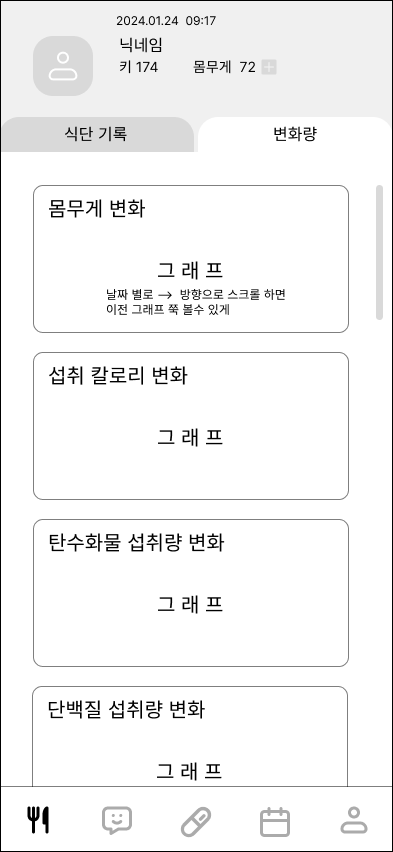 2024.01.24 09:17
닉네임
키 174 몸무게 72
식단 기록 변화량
몸무게 변화
그 래 프
날짜 별로 --> 방향으로 스크롤 하면
이전 그래프 쭉 볼수 있게
섭취 칼로리 변화
그 래 프
탄수화물 섭취량 변화
그 래 프
단백질 섭취량 변화
그 래 프